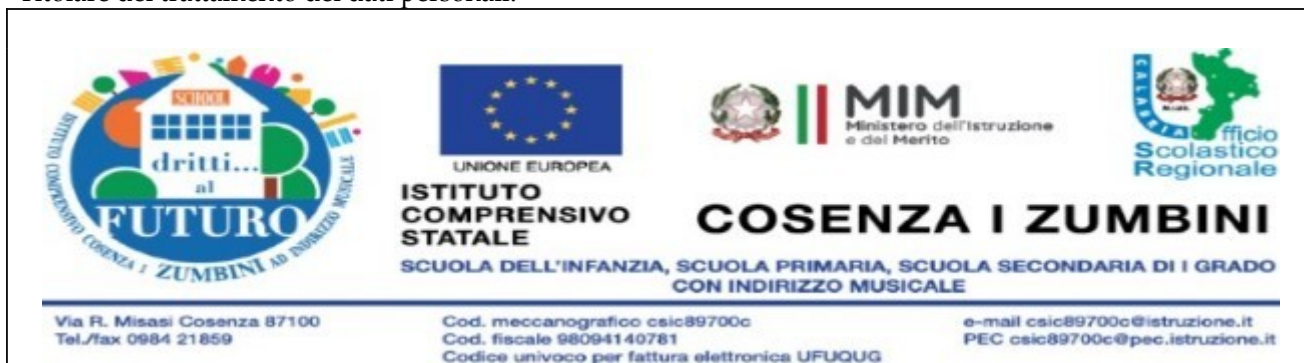 Titolare del trattamento dei dati personali.
SCHOOL
dritti...
al
FUTURO
ISTITUTO COMPRENSIVO COSENZA I ZUMBINI AD INDIRIZZO MUSICALE
UNIONE EUROPEA
MIM
Ministero dell'Istruzione
e del Merito
CALABRIA
Ufficio
Scolastico
Regionale
ISTITUTO
COMPRENSIVO
STATALE
COSENZA I ZUMBINI
SCUOLA DELL'INFANZIA, SCUOLA PRIMARIA, SCUOLA SECONDARIA DI I GRADO
CON INDIRIZZO MUSICALE
Via R. Misasi Cosenza 87100
Tel./fax 0984 21859
Cod. meccanografico csic89700c
Cod. fiscale 98094140781
Codice univoco per fattura elettronica UFUQUG
e-mail csic89700c@istruzione.it
PEC csic89700c@pec.istruzione.it